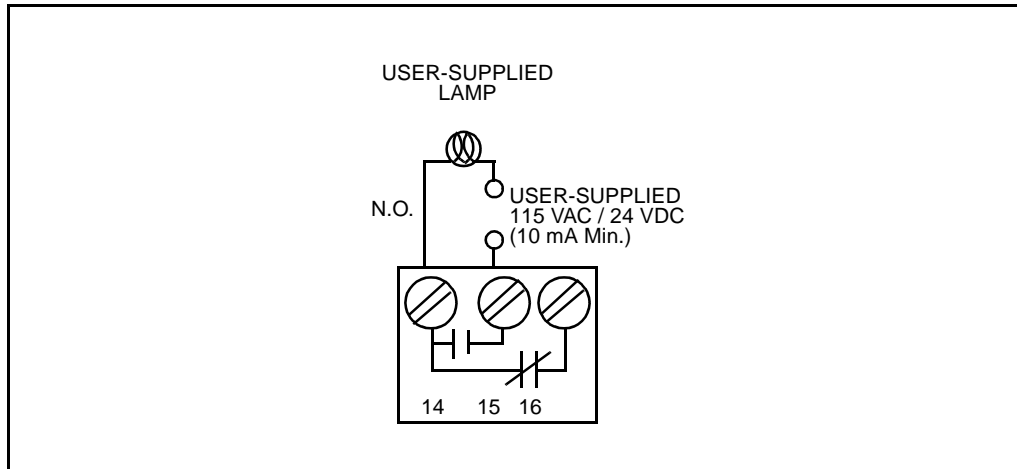 USER-SUPPLIED
LAMP
N.O.
USER-SUPPLIED
115 VAC / 24 VDC
(10 mA Min.)
14 15 16